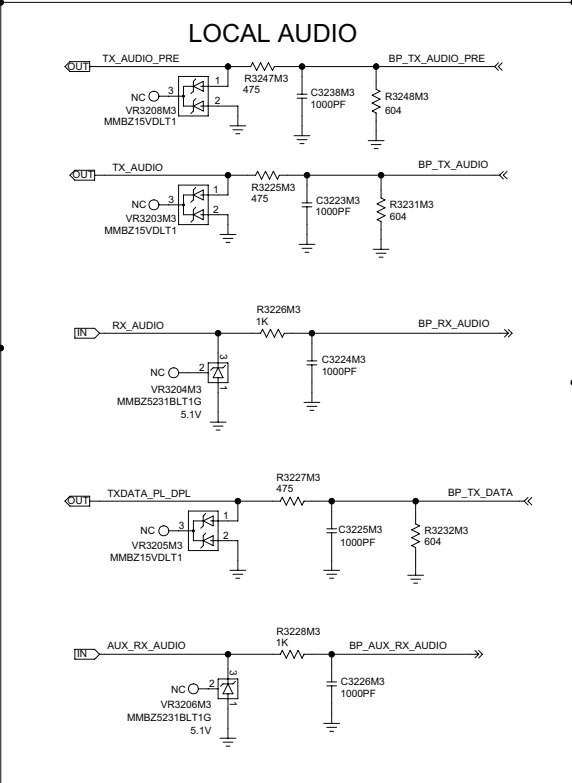 LOCAL AUDIO
OUT TX_AUDIO_PRE BP_TX_AUDIO_PRE
R3247M3
475
C3238M3
1000PF
R3248M3
604
NC 3 1 2
VR3208M3
MMBZ15VDLT1
OUT TX_AUDIO BP_TX_AUDIO
R3225M3
475
C3223M3
1000PF
R3231M3
604
NC 3 1 2
VR3203M3
MMBZ15VDLT1
R3226M3
1K
IN RX_AUDIO BP_RX_AUDIO
C3224M3
1000PF
NC 2 3 1
VR3204M3
MMBZ5231BLT1G
5.1V
R3227M3
475
OUT TXDATA_PL_DPL BP_TX_DATA
C3225M3
1000PF
R3232M3
604
NC 3 1 2
VR3205M3
MMBZ15VDLT1
R3228M3
1K
IN AUX_RX_AUDIO BP_AUX_RX_AUDIO
C3226M3
1000PF
NC 2 3 1
VR3206M3
MMBZ5231BLT1G
5.1V